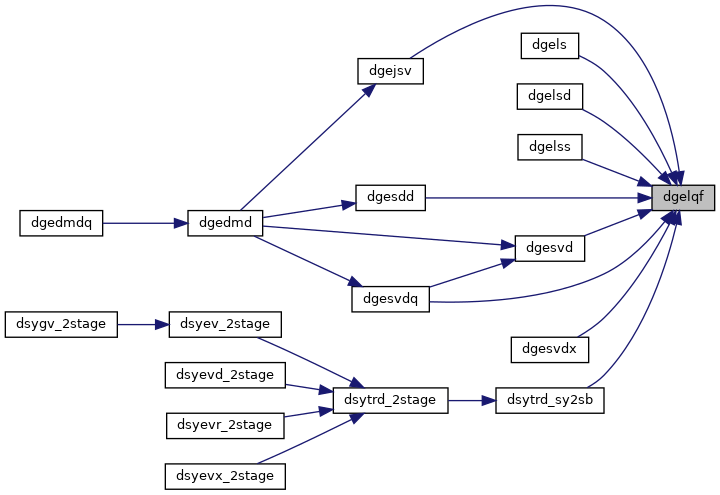 dgels
dgejsv
dgelsd
dgelss
dgesdd
dgelqf
dgedmdq
dgedmd
dgesvd
dgesvdq
dsygv_2stage
dsyev_2stage
dgesvdx
dsyevd_2stage
dsytrd_2stage
dsytrd_sy2sb
dsyevr_2stage
dsyevx_2stage